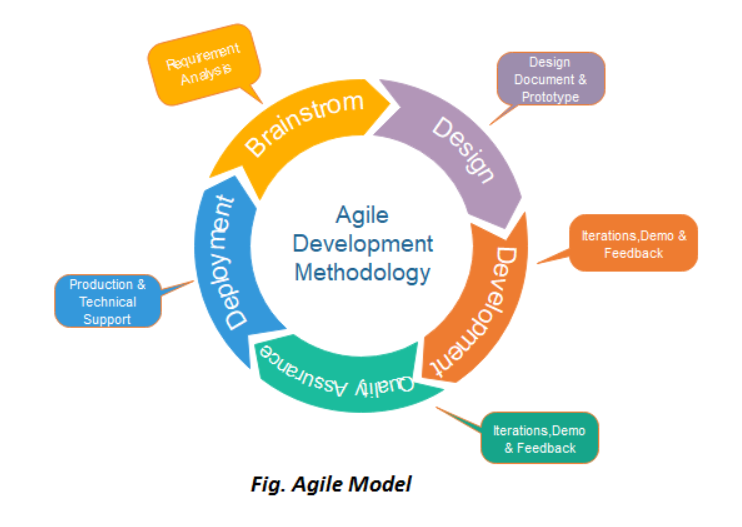 Requirement
Analysis
Brainstrom
Design
Document &
Prototype
Design
Agile
Development
Methodology
Iterations,Demo &
Feedback
Development
Production &
Technical
Support
Deployment
Quality Assurance
Iterations,Demo
& Feedback
Fig. Agile Model